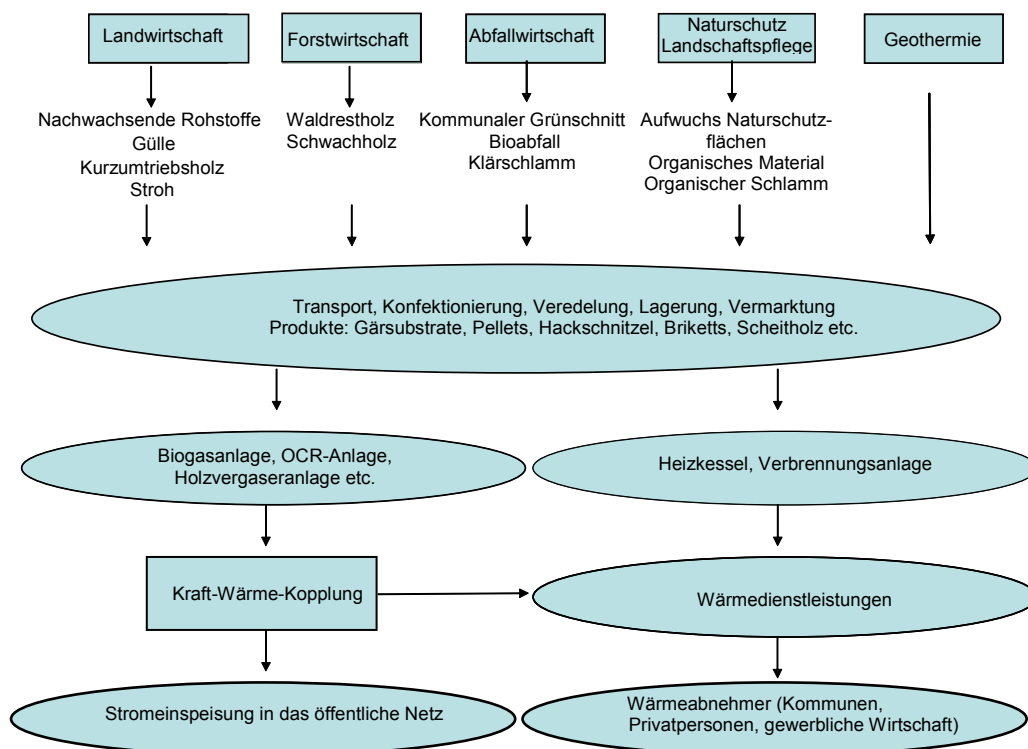 Landwirtschaft
Forstwirtschaft
Abfallwirtschaft
Naturschutz
Landschaftspflege
Geothermie
Nachwachsende Rohstoffe
Gülle
Kurzumtriebsholz
Stroh
Waldrestholz
Schwachholz
Kommunaler Grünschnitt
Bioabfall
Klärschlamm
Aufwuchs Naturschutz-
flächen
Organisches Material
Organischer Schlamm
Transport, Konfektionierung, Veredelung, Lagerung, Vermarktung
Produkte: Gärsubstrate, Pellets, Hackschnitzel, Briketts, Scheitholz etc.
Biogasanlage, OCR-Anlage,
Holzvergaseranlage etc.
Heizkessel, Verbrennungsanlage
Kraft-Wärme-Kopplung
Wärmedienstleistungen
Stromeinspeisung in das öffentliche Netz
Wärmeabnehmer (Kommunen,
Privatpersonen, gewerbliche Wirtschaft)